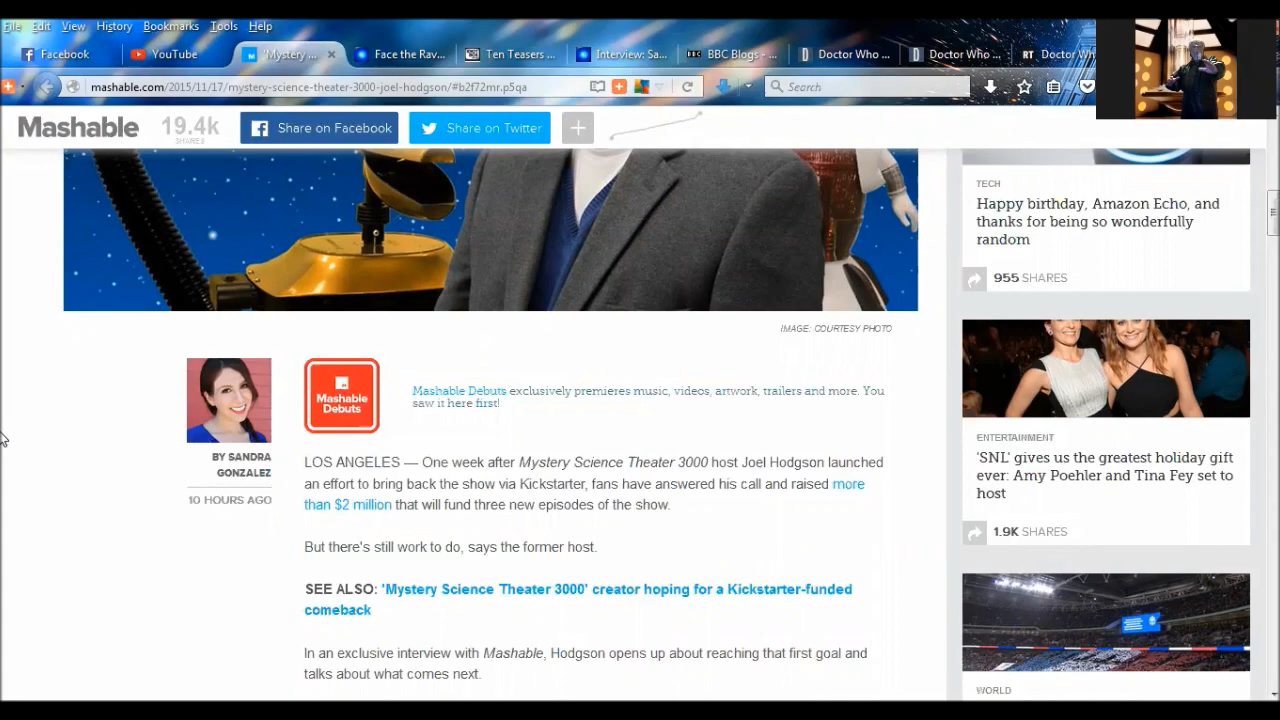 File Edit View History Bookmarks Tools Help
Facebook
YouTube
'Mystery ...
Face the Rav...
Ten Teasers ...
Interview: Sa...
BBC Blogs - ...
Doctor Who ...
Doctor Who ...
RT Doctor Wh
mashable.com/2015/11/17/mystery-science-theater-3000-joel-hodgson/#b2f72mr.p5qa
Search
Mashable
19.4k
SHARES
Share on Facebook
Share on Twitter
IMAGE: COURTESY PHOTO
BY SANDRA
GONZALEZ
10 HOURS AGO
Mashable
Debuts
Mashable Debuts exclusively premieres music, videos, artwork, trailers and more. You
saw it here first!
LOS ANGELES — One week after Mystery Science Theater 3000 host Joel Hodgson launched
an effort to bring back the show via Kickstarter, fans have answered his call and raised more
than $2 million that will fund three new episodes of the show.
But there's still work to do, says the former host.
SEE ALSO: 'Mystery Science Theater 3000' creator hoping for a Kickstarter-funded
comeback
In an exclusive interview with Mashable, Hodgson opens up about reaching that first goal and
talks about what comes next.
TECH
Happy birthday, Amazon Echo, and
thanks for being so wonderfully
random
955 SHARES
ENTERTAINMENT
'SNL' gives us the greatest holiday gift
ever: Amy Poehler and Tina Fey set to
host
1.9K SHARES
WORLD